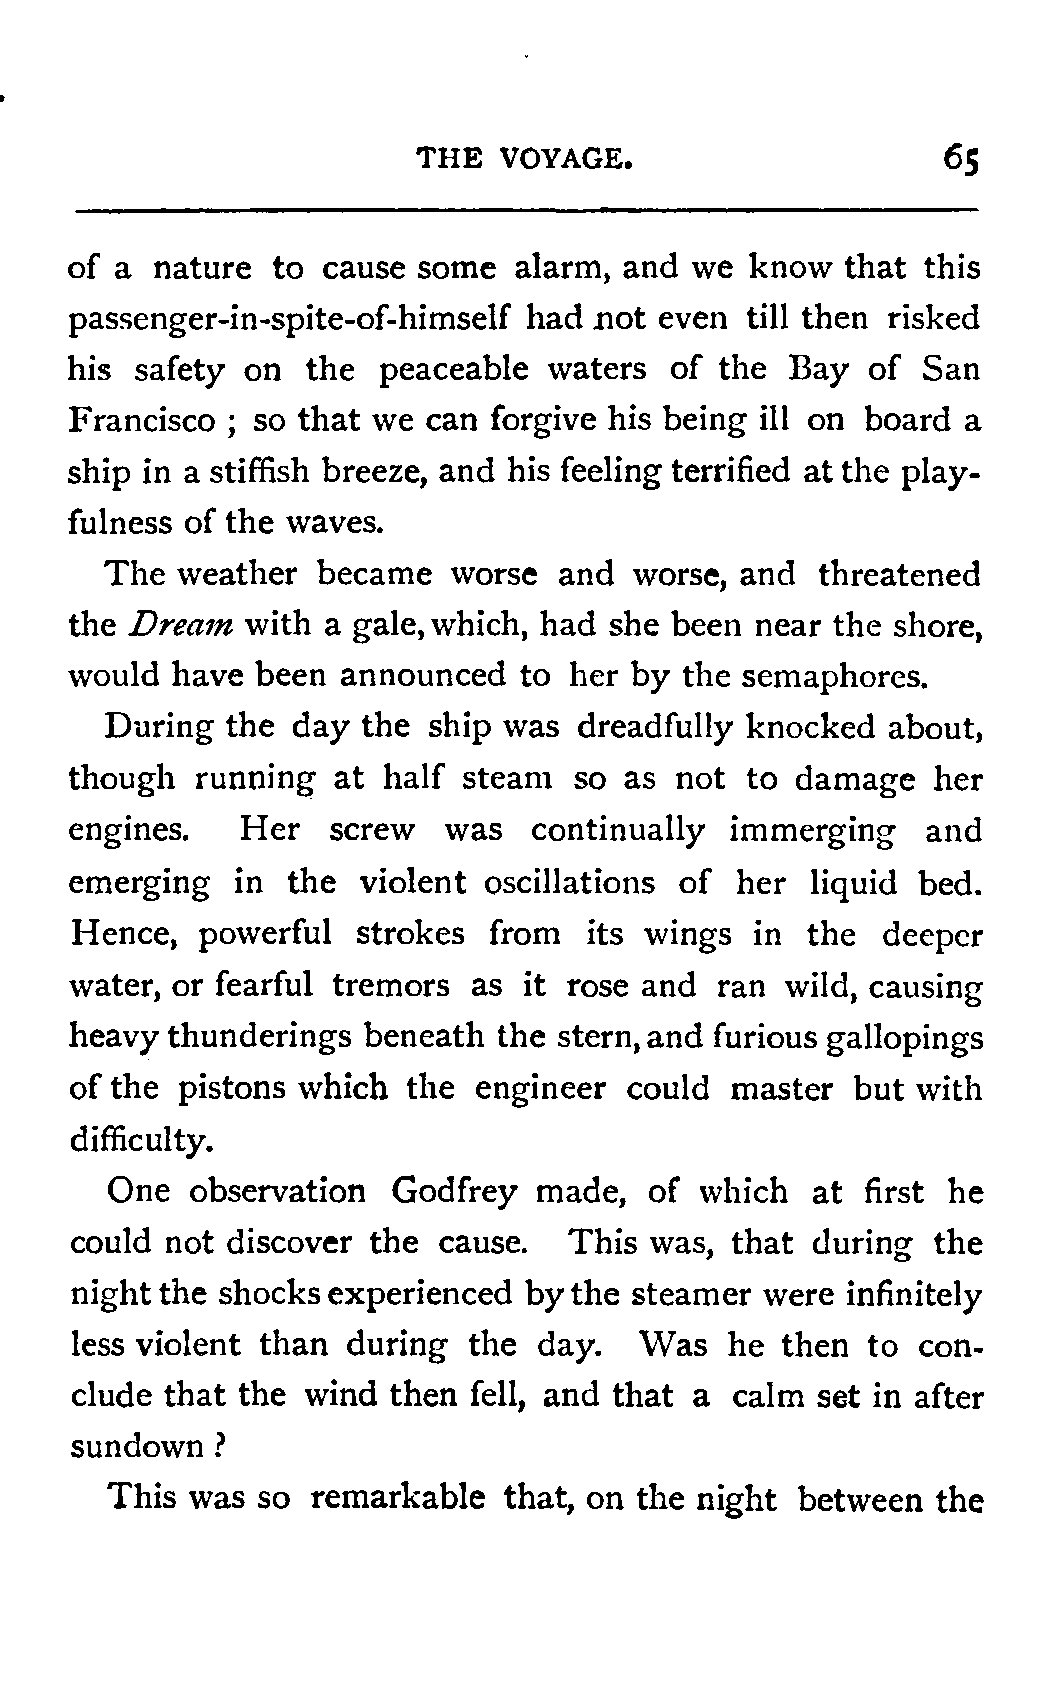 THE VOYAGE. 65
of a nature to cause some alarm, and we know that this
passenger-in-spite-of-himself had not even till then risked
his safety on the peaceable waters of the Bay of San
Francisco ; so that we can forgive his being ill on board a
ship in a stiffish breeze, and his feeling terrified at the play-
fulness of the waves.
The weather became worse and worse, and threatened
the Dream with a gale, which, had she been near the shore,
would have been announced to her by the semaphores.
During the day the ship was dreadfully knocked about,
though running at half steam so as not to damage her
engines. Her screw was continually immerging and
emerging in the violent oscillations of her liquid bed.
Hence, powerful strokes from its wings in the deeper
water, or fearful tremors as it rose and ran wild, causing
heavy thunderings beneath the stern, and furious gallopings
of the pistons which the engineer could master but with
difficulty.
One observation Godfrey made, of which at first he
could not discover the cause. This was, that during the
night the shocks experienced by the steamer were infinitely
less violent than during the day. Was he then to con-
clude that the wind then fell, and that a calm set in after
sundown ?
This was so remarkable that, on the night between the